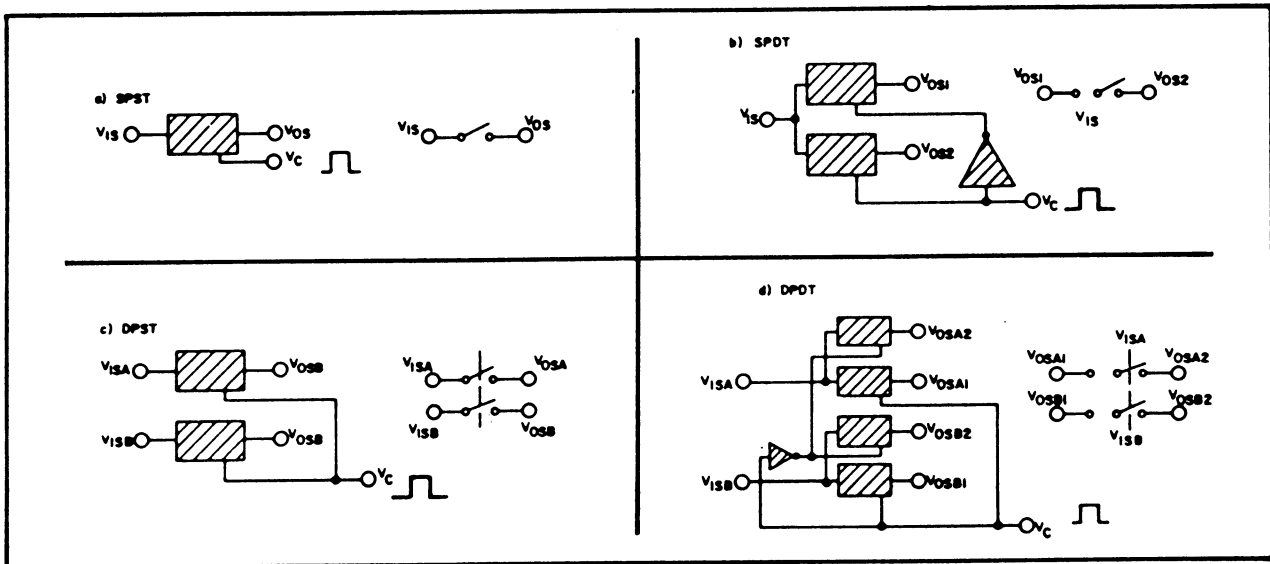 a) SPST
VIS VOS
VC
VIS VOS
b) SPDT
VIS VOS1
VOS2
VC
VOS1 VOS2
VIS
c) DPST
VISA VOSB
VISB VOSB
VC
VISA VOSA
VISB VOSB
d) DPDT
VOSA2
VISA VOSA1
VOSB2
VISB VOSB1
VC
VISA
VOSA1 VOSA2
VOSB1 VOSB2
VISB